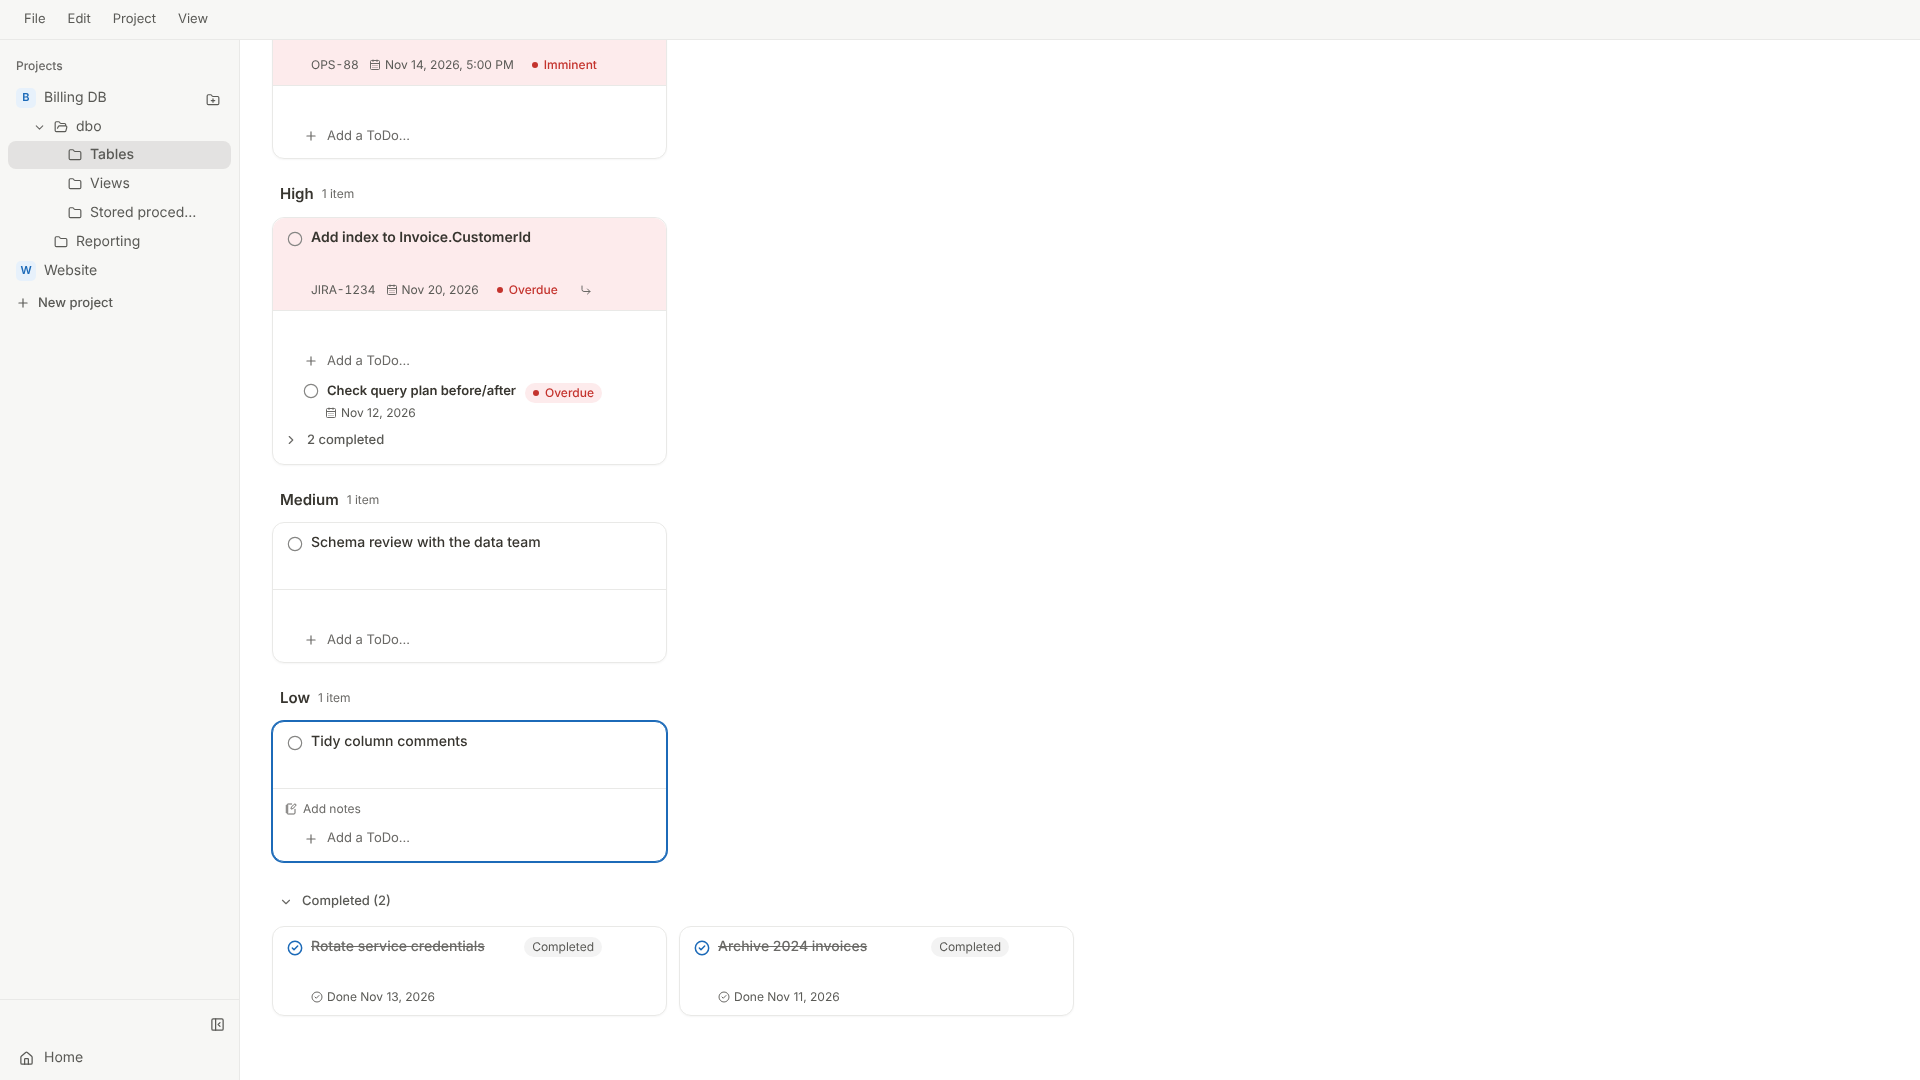 File Edit Project View
Projects
B Billing DB
dbo
Tables
Views
Stored proced...
Reporting
W Website
New project
Home
OPS-88 Nov 14, 2026, 5:00 PM Imminent
Add a ToDo...
High 1 item
Add index to Invoice.CustomerId
JIRA-1234 Nov 20, 2026 Overdue
Add a ToDo...
Check query plan before/after Overdue
Nov 12, 2026
2 completed
Medium 1 item
Schema review with the data team
Add a ToDo...
Low 1 item
Tidy column comments
Add notes
Add a ToDo...
Completed (2)
Rotate service credentials Completed
Done Nov 13, 2026
Archive 2024 invoices Completed
Done Nov 11, 2026